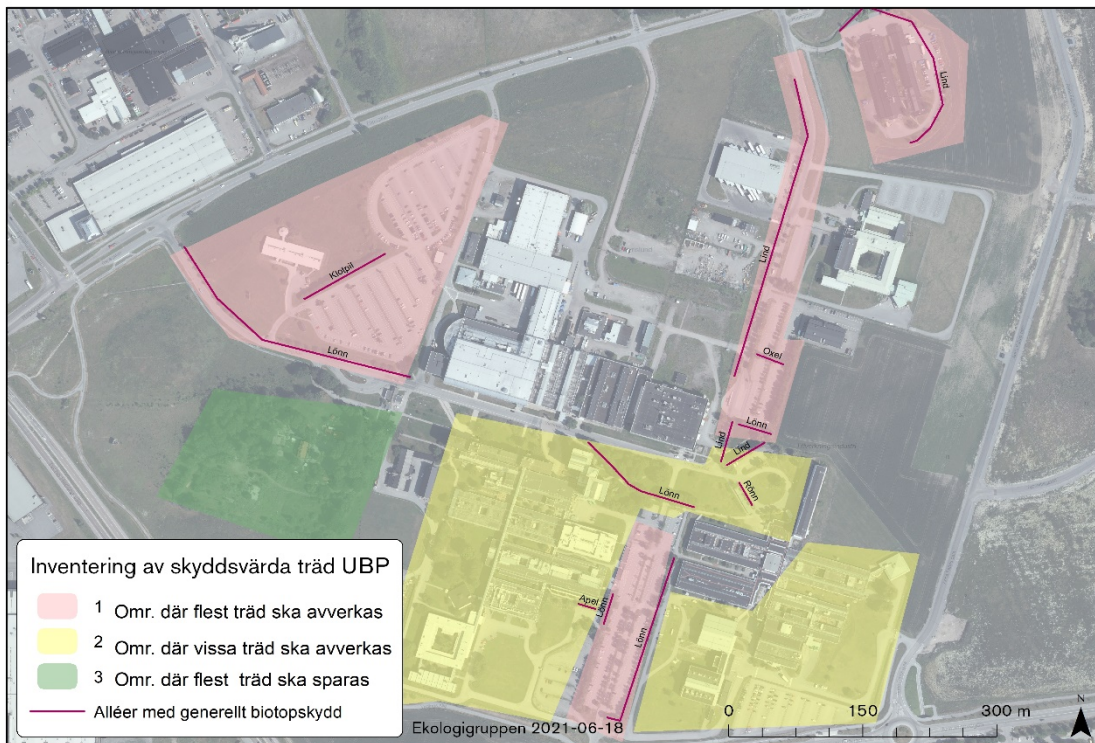 Lind
Lind
Klotpil
Lönn
Oxel
Lönn
Lind
Lind
Rönn
Lönn
Apel
Lönn
Lönn
Inventering av skyddsvärda träd UBP
1 Omr. där flest träd ska avverkas
2 Omr. där vissa träd ska avverkas
3 Omr. där flest träd ska sparas
Alléer med generellt biotopskydd
Ekologigruppen 2021-06-18
0 150 300 m
N